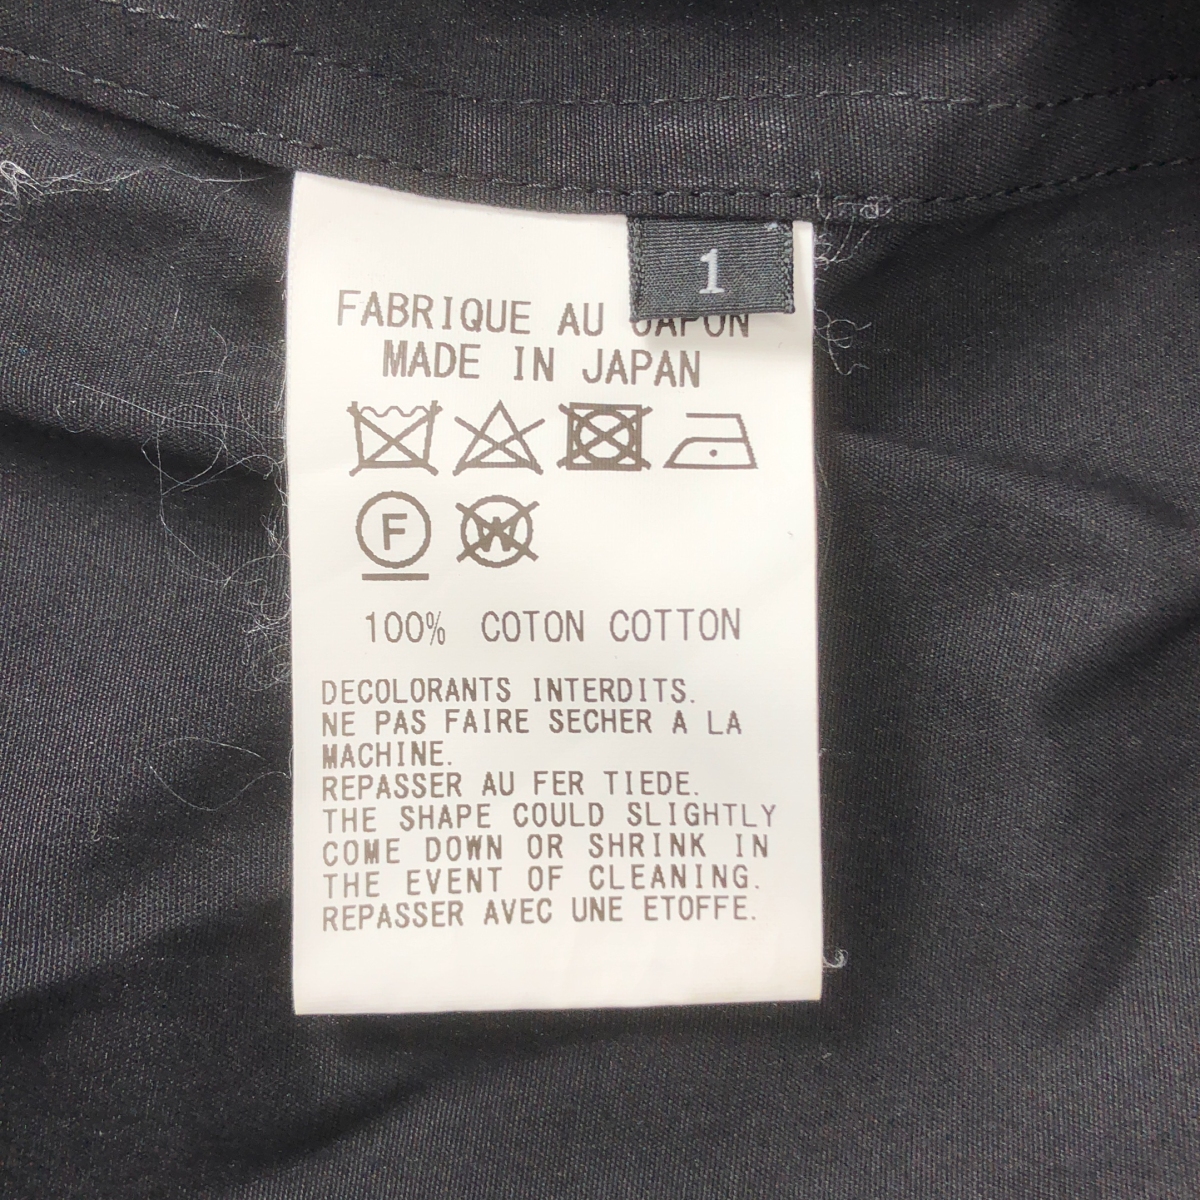 1
FABRIQUE AU JAPON
MADE IN JAPAN
F
W
100% COTON COTTON
DECOLORANTS INTERDITS.
NE PAS FAIRE SECHER A LA
MACHINE.
REPASSER AU FER TIEDE.
THE SHAPE COULD SLIGHTLY
COME DOWN OR SHRINK IN
THE EVENT OF CLEANING.
REPASSER AVEC UNE ETOFFE.